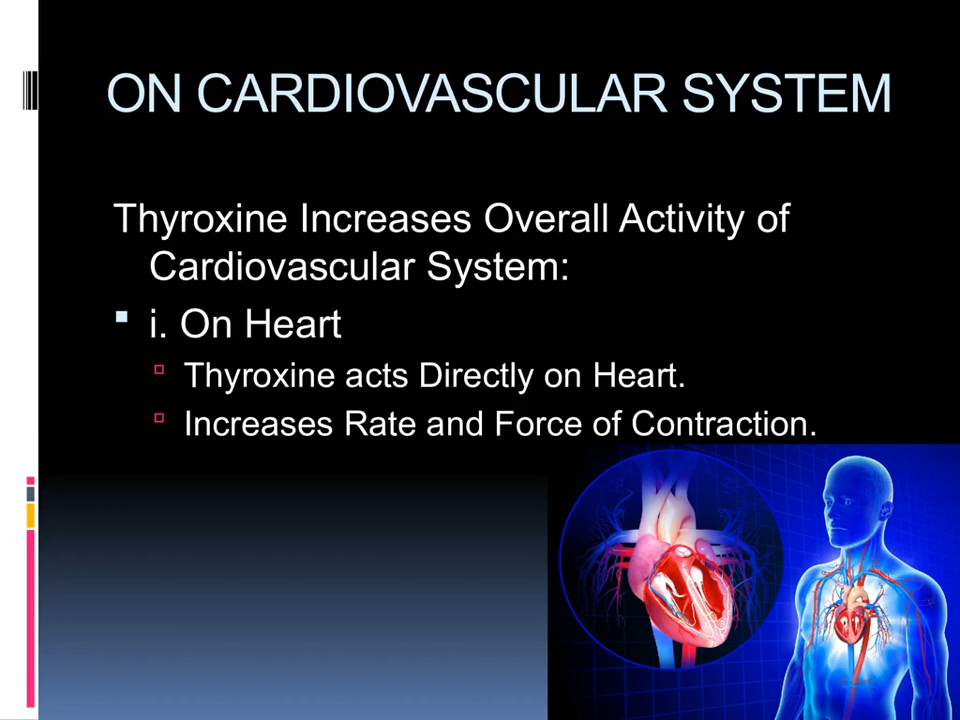 ON CARDIOVASCULAR SYSTEM
Thyroxine Increases Overall Activity of
Cardiovascular System:
i. On Heart
Thyroxine acts Directly on Heart.
Increases Rate and Force of Contraction.